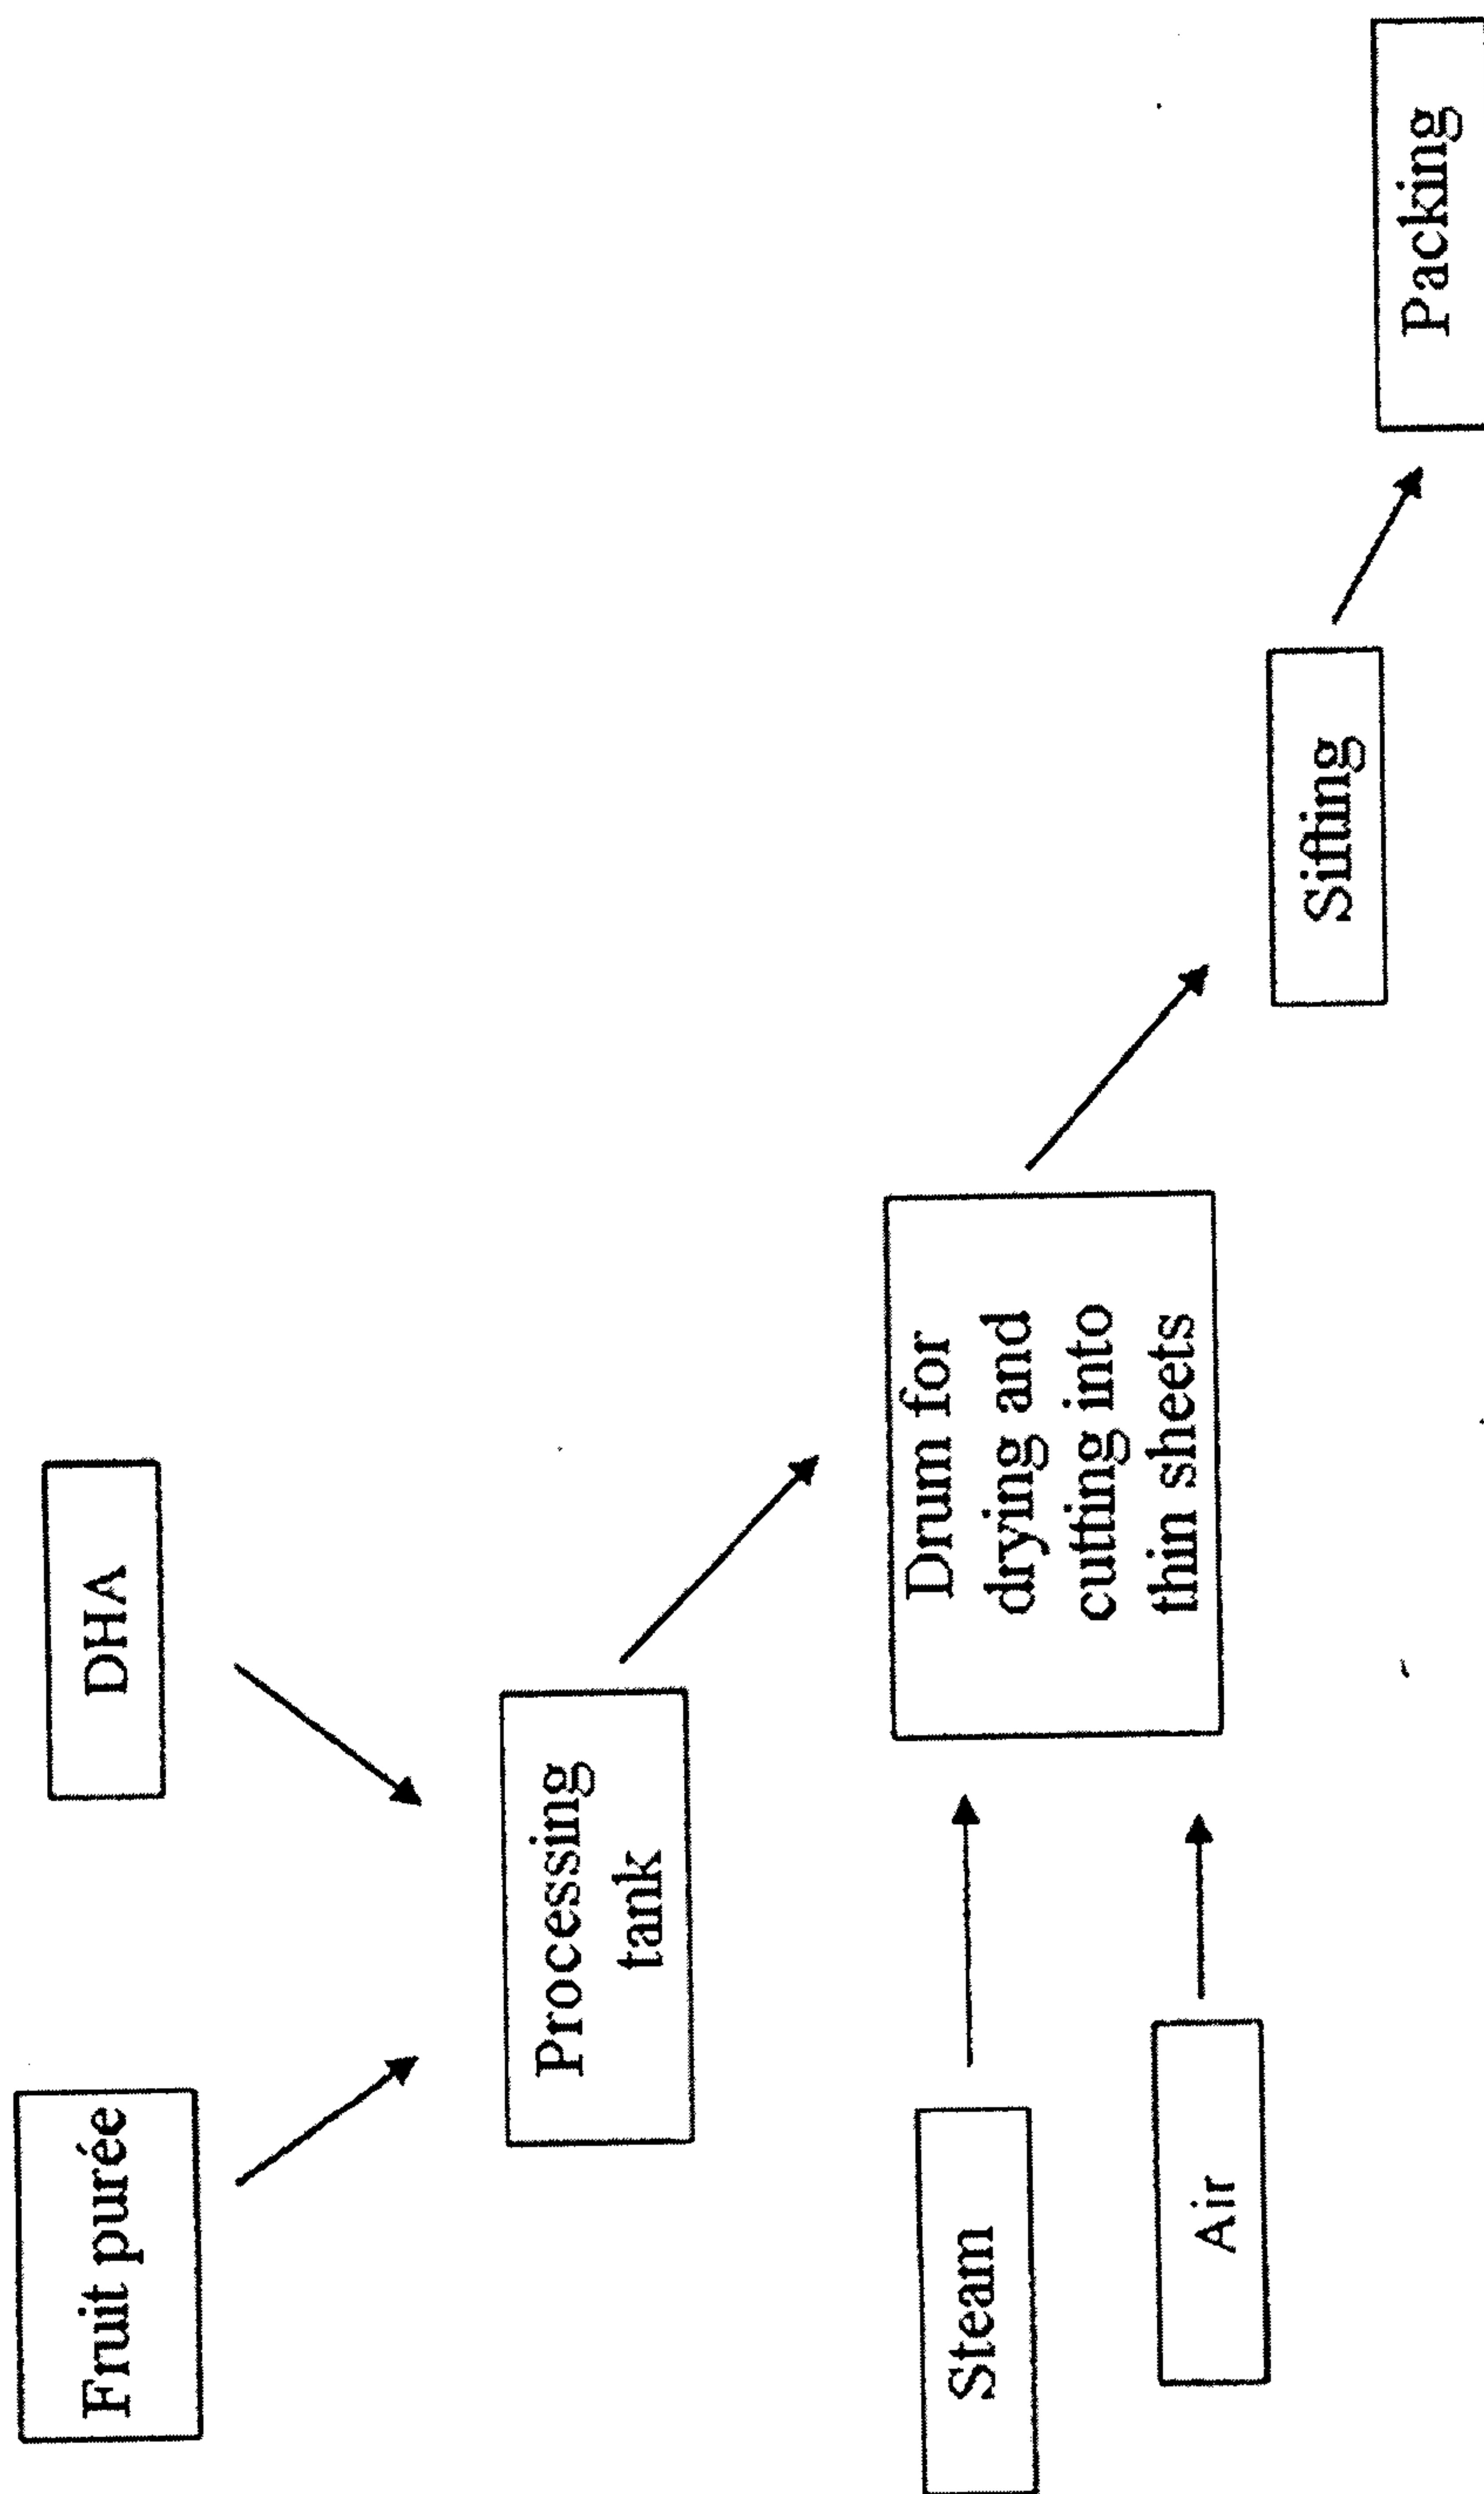 Fruit purée
DHA
Processing
tank
Steam
Air
Drum for
drying and
cutting into
thin sheets
Sifting
Packing